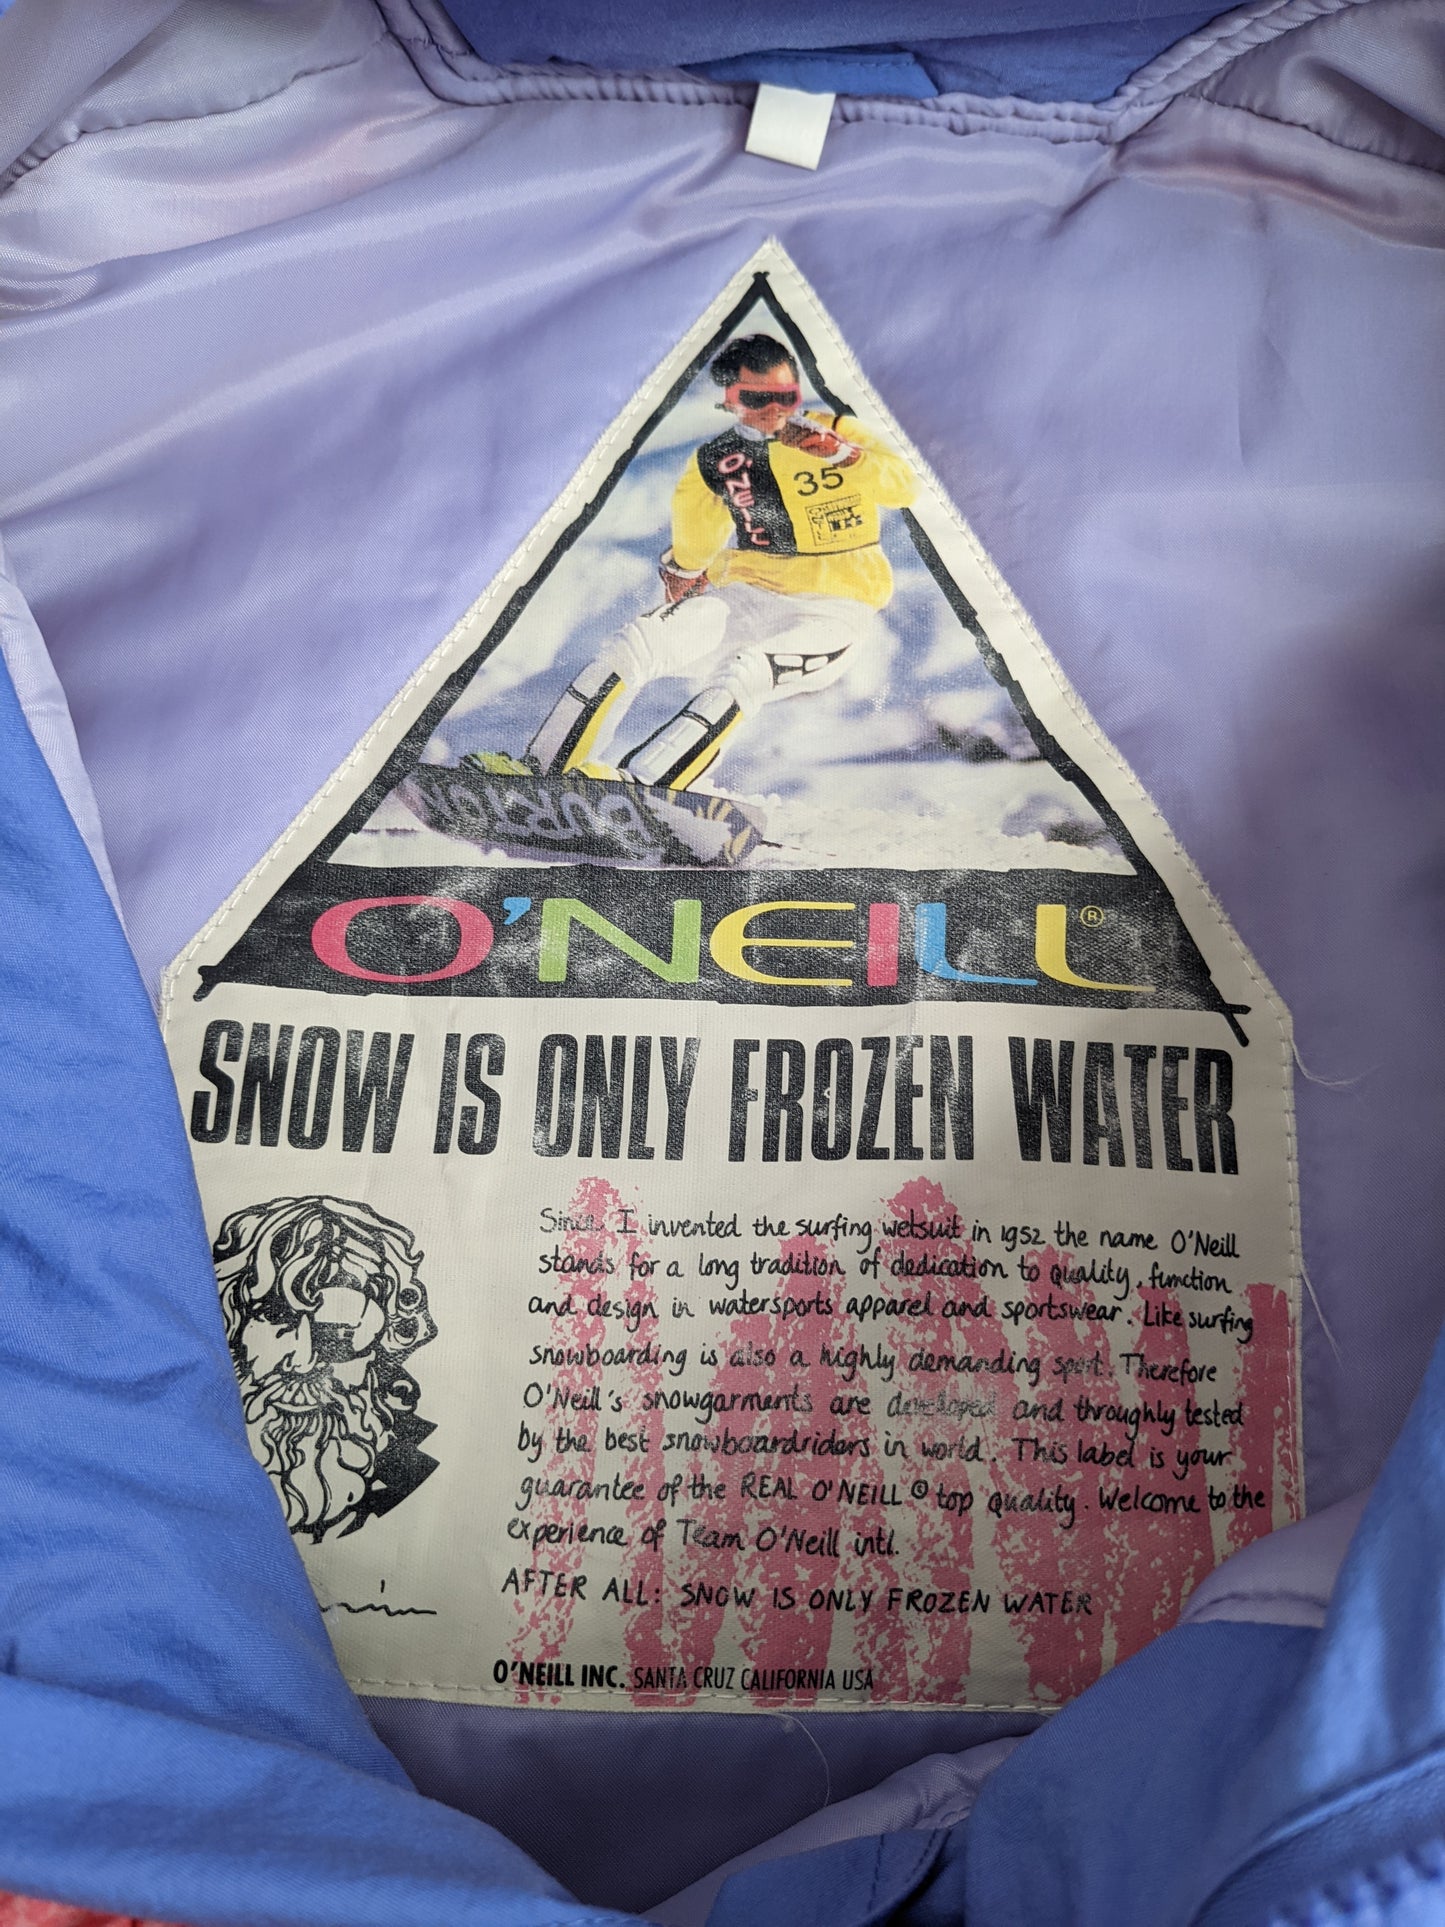 O'NEILL
35
BURTON
O'NEILL®
SNOW IS ONLY FROZEN WATER
Since I invented the surfing wetsuit in 1952 the name O'Neill
stands for a long tradition of dedication to quality, function
and design in watersports apparel and sportswear. Like surfing
snowboarding is also a highly demanding sport. Therefore
O'Neill's snowgarments are developed and throughly tested
by the best snowboardriders in world. This label is your
guarantee of the REAL O'NEILL © top quality. Welcome to the
experience of Team O'Neill intl.
AFTER ALL: SNOW IS ONLY FROZEN WATER
O'NEILL INC. SANTA CRUZ CALIFORNIA USA